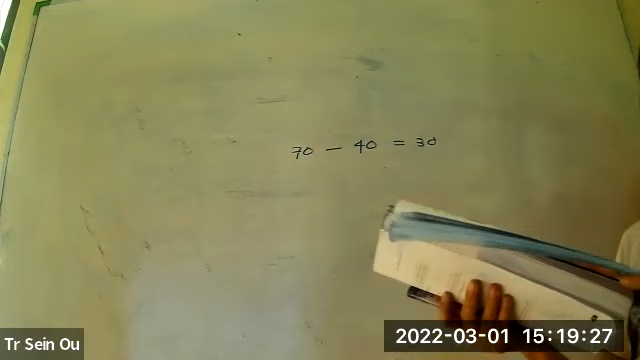 70 — 40 = 30
Tr Sein Ou
2022-03-01 15:19:27